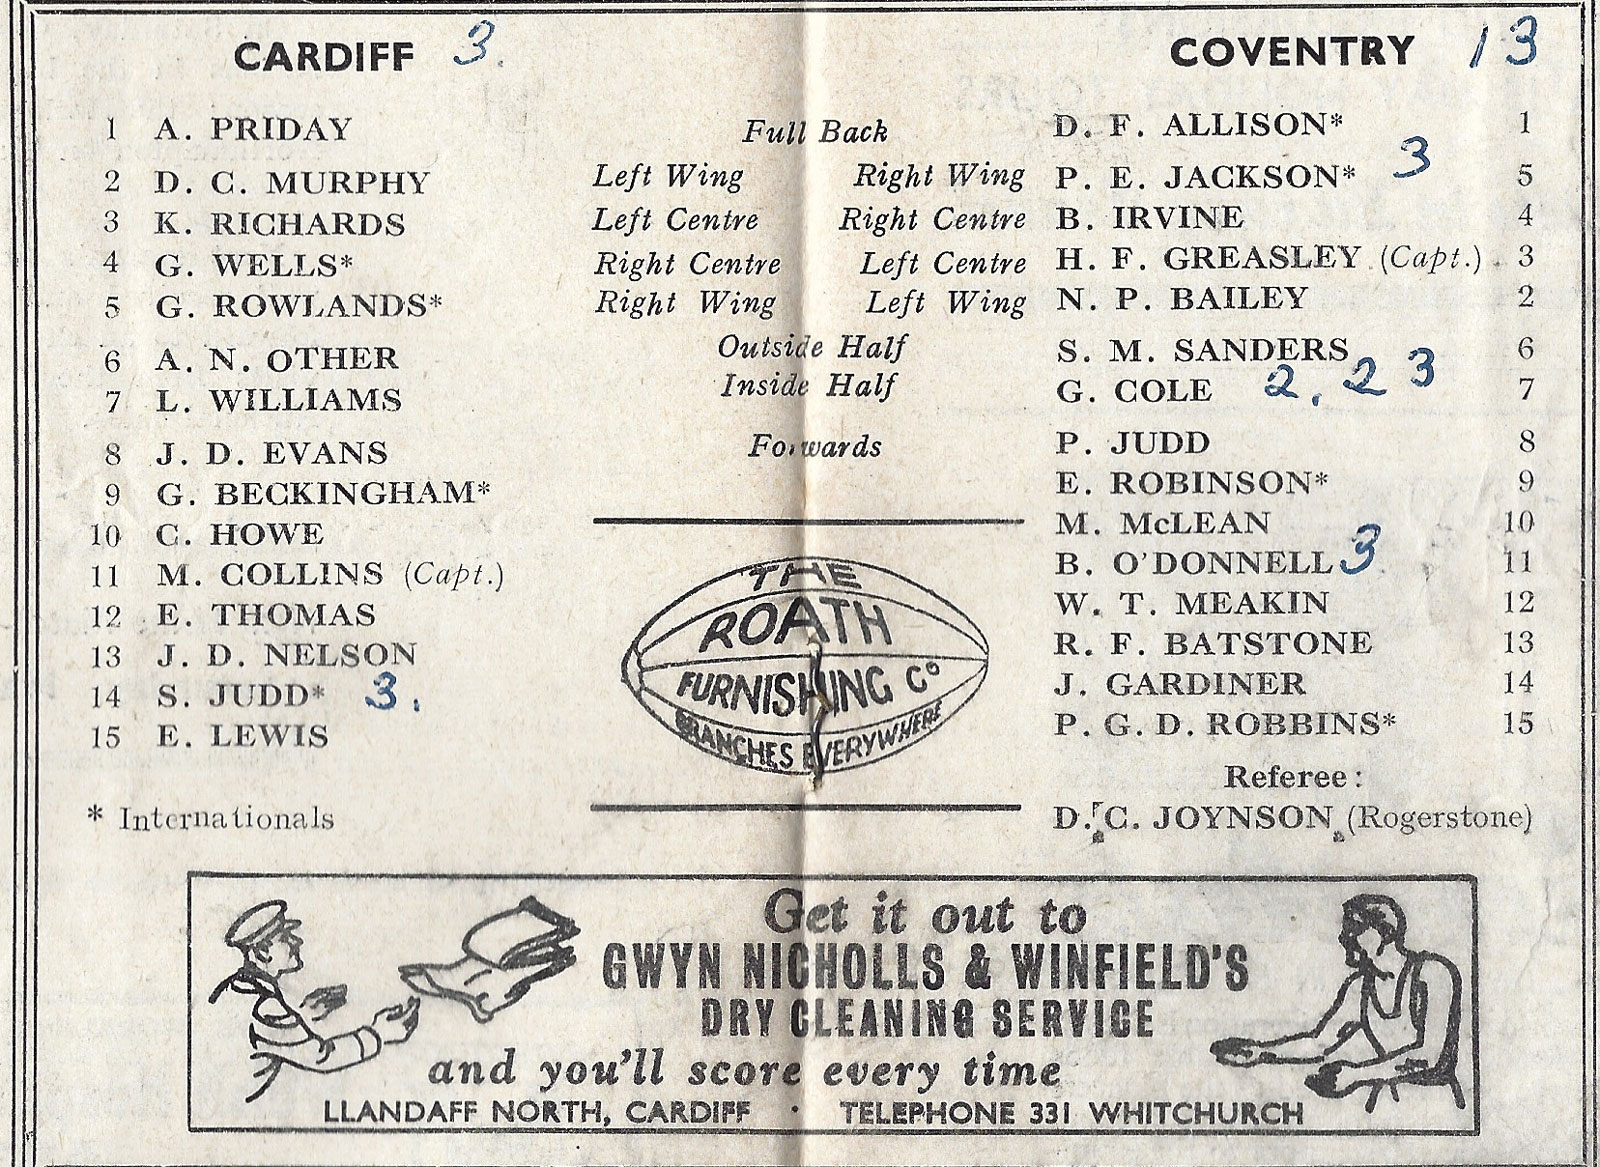 CARDIFF 3. COVENTRY 13
1 A. PRIDAY Full Back D. F. ALLISON* 1
2 D. C. MURPHY Left Wing Right Wing P. E. JACKSON* 3 5
3 K. RICHARDS Left Centre Right Centre B. IRVINE 4
4 G. WELLS* Right Centre Left Centre H. F. GREASLEY (Capt.) 3
5 G. ROWLANDS* Right Wing Left Wing N. P. BAILEY 2
6 A. N. OTHER Outside Half S. M. SANDERS 6
7 L. WILLIAMS Inside Half G. COLE 2, 2 3 7
8 J. D. EVANS Forwards P. JUDD 8
9 G. BECKINGHAM* E. ROBINSON* 9
10 C. HOWE M. McLEAN 10
11 M. COLLINS (Capt.) B. O'DONNELL 3 11
12 E. THOMAS W. T. MEAKIN 12
13 J. D. NELSON R. F. BATSTONE 13
14 S. JUDD* 3. J. GARDINER 14
15 E. LEWIS P. G. D. ROBBINS* 15
THE
ROATH
FURNISHING Co
BRANCHES EVERYWHERE
Referee:
* Internationals D. C. JOYNSON (Rogerstone)
Get it out to
GWYN NICHOLLS & WINFIELD'S
DRY CLEANING SERVICE
and you'll score every time
LLANDAFF NORTH, CARDIFF · TELEPHONE 331 WHITCHURCH